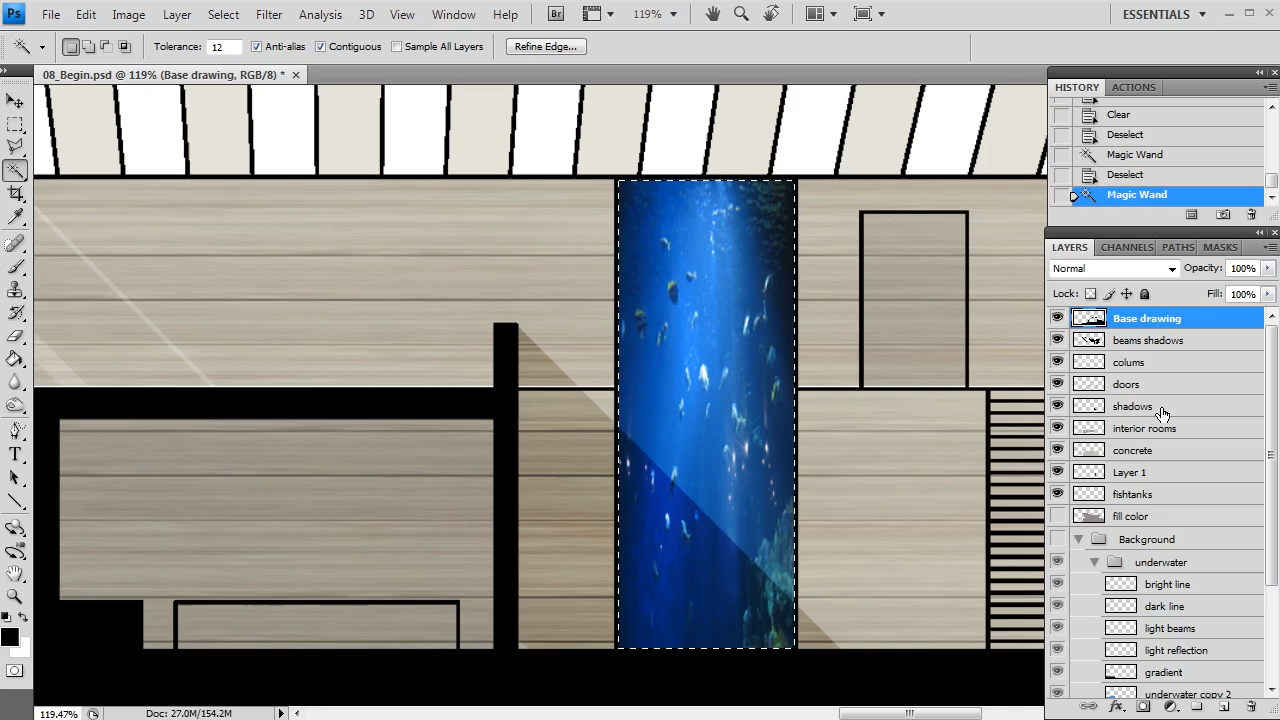 Ps File Edit Image Layer Select Filter Analysis 3D View Window Help Br 119% ESSENTIALS
Tolerance: 12 Anti-alias Contiguous Sample All Layers Refine Edge...
08_Begin.psd @ 119% (Base drawing, RGB/8) *
HISTORY ACTIONS
Clear
Deselect
Magic Wand
Deselect
Magic Wand
LAYERS CHANNELS PATHS MASKS
Normal Opacity: 100%
Lock: Fill: 100%
Base drawing
beams shadows
colums
doors
shadows
interior rooms
concrete
Layer 1
fishtanks
fill color
Background
underwater
bright line
dark line
light beams
light reflection
gradient
underwater copy 2
119.47% Doc: 27.0M/154.2M